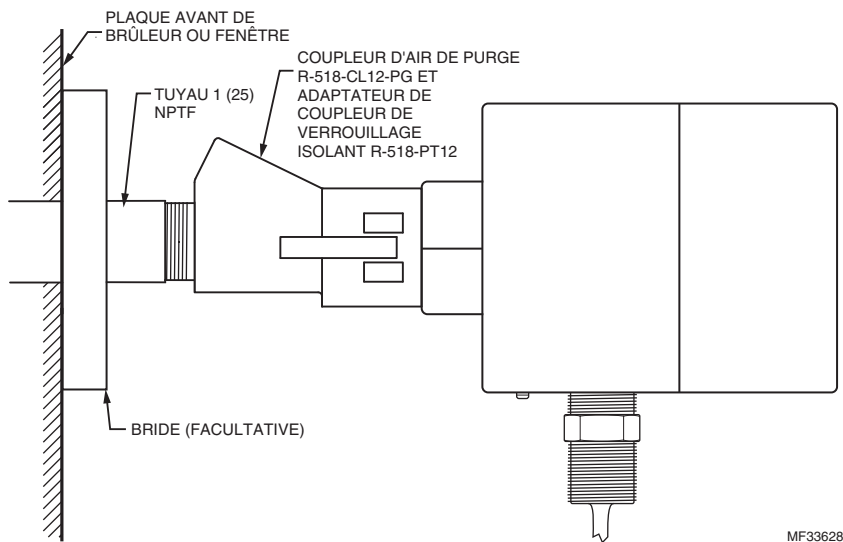 PLAQUE AVANT DE
BRÛLEUR OU FENÊTRE
COUPLEUR D'AIR DE PURGE
R-518-CL12-PG ET
ADAPTATEUR DE
COUPLEUR DE
VERROUILLAGE
ISOLANT R-518-PT12
TUYAU 1 (25)
NPTF
BRIDE (FACULTATIVE)
MF33628